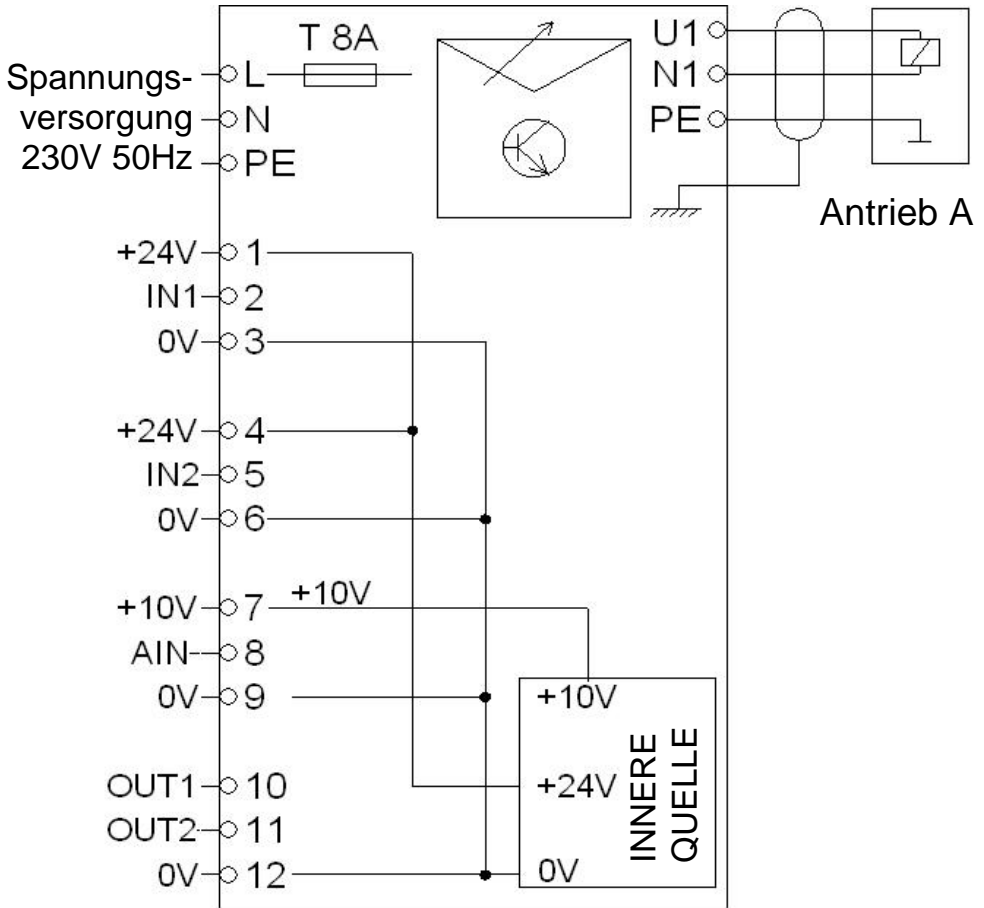 T 8A
Spannungs-
versorgung
230V 50Hz
L
N
PE
U1
N1
PE
Antrieb A
+24V 1
IN1 2
0V 3
+24V 4
IN2 5
0V 6
+10V 7 +10V
AIN 8
0V 9
OUT1 10
OUT2 11
0V 12
+10V
+24V
0V
INNERE
QUELLE